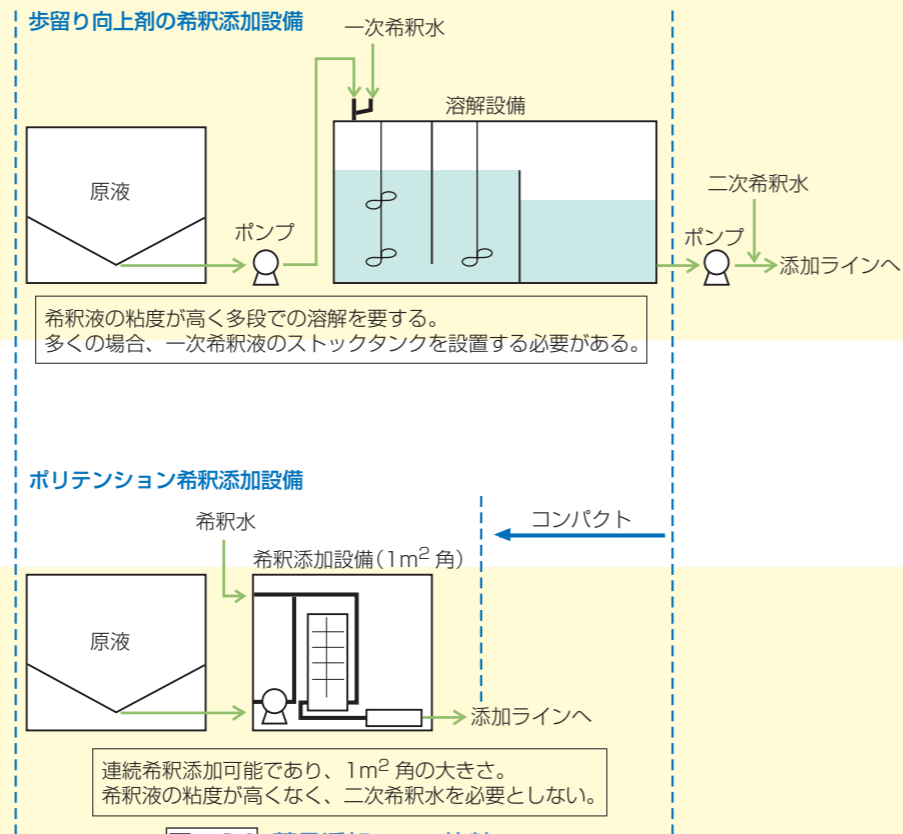 歩留り向上剤の希釈添加設備
一次希釈水
溶解設備
原液
ポンプ
二次希釈水
ポンプ
添加ラインへ
希釈液の粘度が高く多段での溶解を要する。
多くの場合、一次希釈液のストックタンクを設置する必要がある。
ポリテンション希釈添加設備
希釈水
コンパクト
希釈添加設備（1m² 角）
原液
添加ラインへ
連続希釈添加可能であり、1m² 角の大きさ。
希釈液の粘度が高くなく、二次希釈水を必要としない。